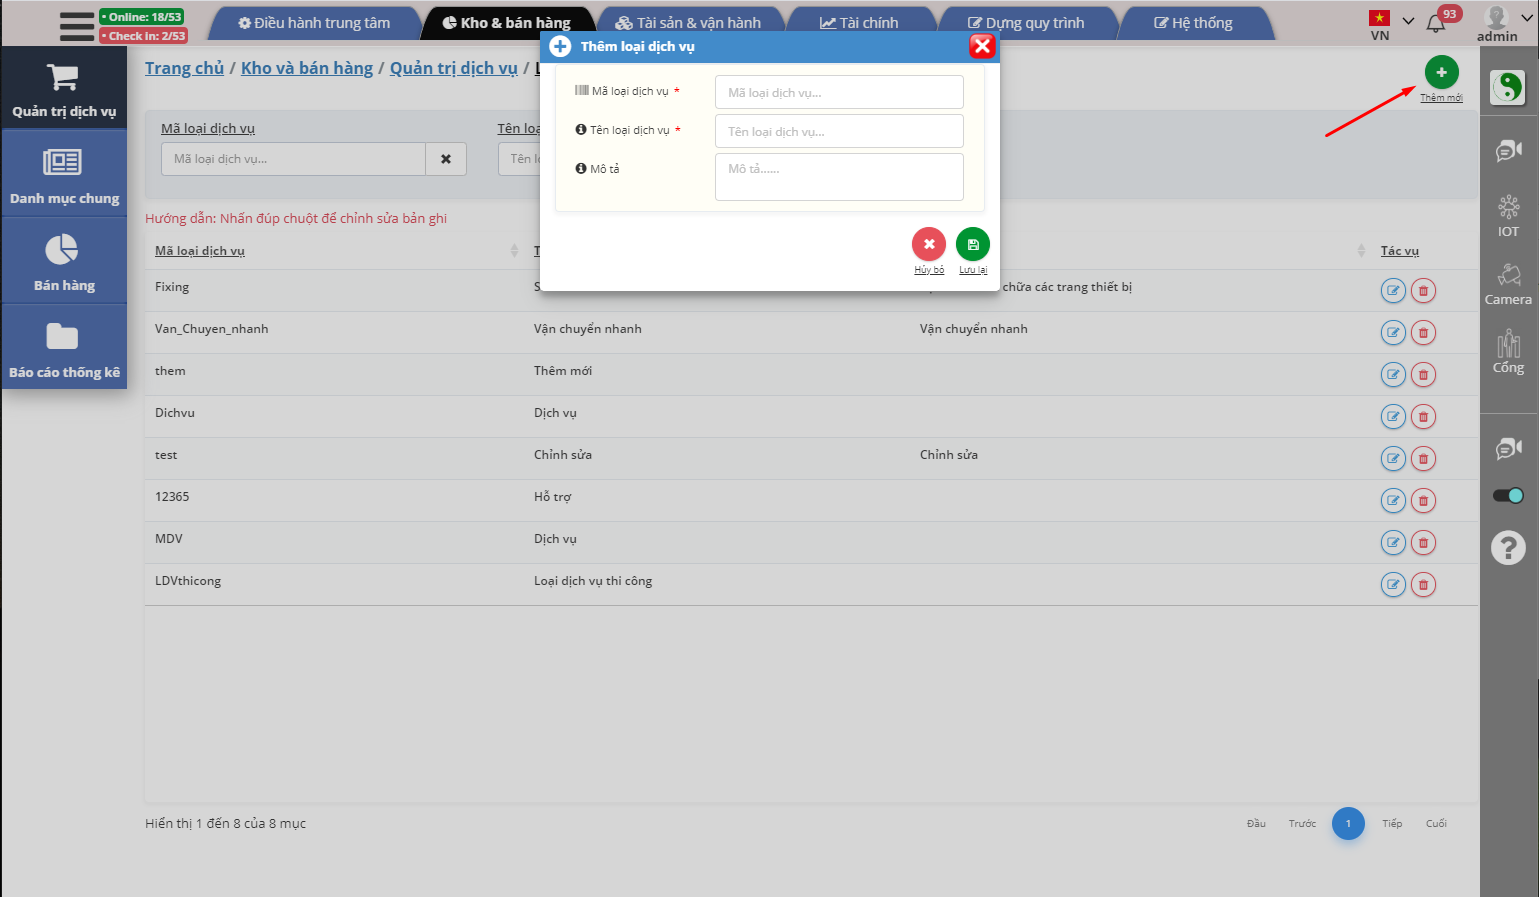 • Online: 18/53
• Check in: 2/53
Điều hành trung tâm
Kho & bán hàng
Tài sản & vận hành
Tài chính
Dựng quy trình
Hệ thống
VN
93
admin
Quản trị dịch vụ
Danh mục chung
Bán hàng
Báo cáo thống kê
Trang chủ / Kho và bán hàng / Quản trị dịch vụ /
Thêm mới
Mã loại dịch vụ
Mã loại dịch vụ...
Thêm loại dịch vụ
Mã loại dịch vụ *
Mã loại dịch vụ...
Tên loại dịch vụ *
Tên loại dịch vụ...
Mô tả
Mô tả......
Hủy bỏ
Lưu lại
Hướng dẫn: Nhấn đúp chuột để chỉnh sửa bản ghi
Mã loại dịch vụ
Tác vụ
Fixing
chữa các trang thiết bị
Van_Chuyen_nhanh Vận chuyển nhanh Vận chuyển nhanh
them Thêm mới
Dichvu Dịch vụ
test Chỉnh sửa Chỉnh sửa
12365 Hỗ trợ
MDV Dịch vụ
LDVthicong Loại dịch vụ thi công
Hiển thị 1 đến 8 của 8 mục
Đầu Trước 1 Tiếp Cuối
IOT
Camera
Cổng